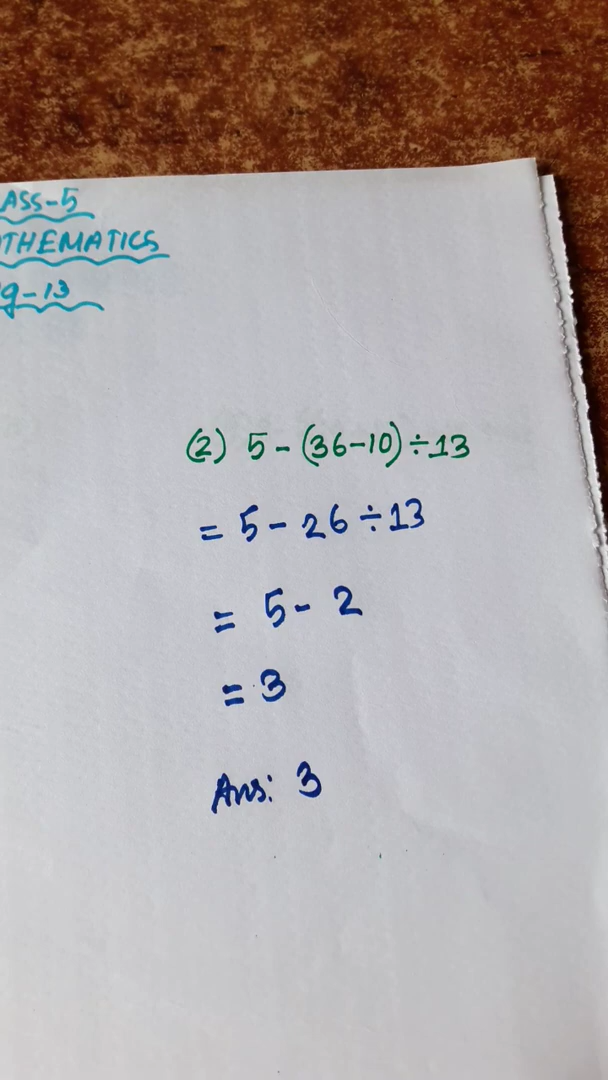 ASS-5
THEMATICS
g-13
(2) 5-(36-10)÷13
= 5-26÷13
= 5-2
= 3
Ans: 3